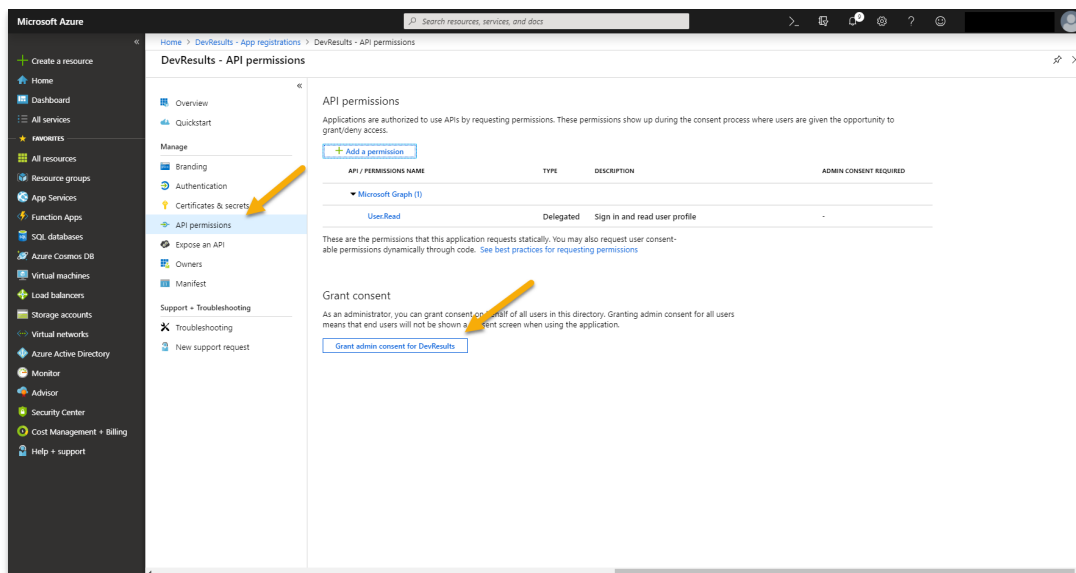 Microsoft Azure
Search resources, services, and docs
Home > DevResults - App registrations > DevResults - API permissions
DevResults - API permissions
Create a resource
Home
Dashboard
All services
FAVORITES
All resources
Resource groups
App Services
Function Apps
SQL databases
Azure Cosmos DB
Virtual machines
Load balancers
Storage accounts
Virtual networks
Azure Active Directory
Monitor
Advisor
Security Center
Cost Management + Billing
Help + support
Overview
Quickstart
Manage
Branding
Authentication
Certificates & secrets
API permissions
Expose an API
Owners
Manifest
Support + Troubleshooting
Troubleshooting
New support request
API permissions
Applications are authorized to use APIs by requesting permissions. These permissions show up during the consent process where users are given the opportunity to
grant/deny access.
+ Add a permission
API / PERMISSIONS NAME TYPE DESCRIPTION ADMIN CONSENT REQUIRED
Microsoft Graph (1)
User.Read Delegated Sign in and read user profile -
These are the permissions that this application requests statically. You may also request user consent-
able permissions dynamically through code. See best practices for requesting permissions
Grant consent
As an administrator, you can grant consent on behalf of all users in this directory. Granting admin consent for all users
means that end users will not be shown a consent screen when using the application.
Grant admin consent for DevResults